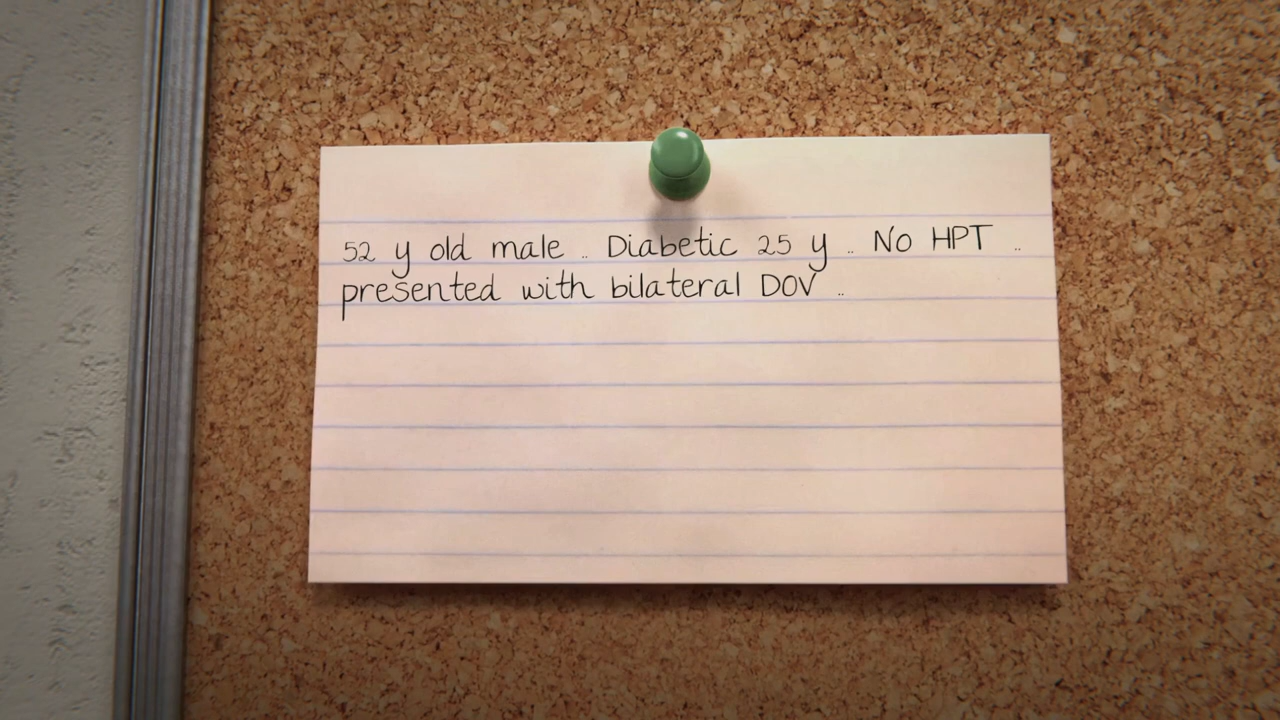 52 y old male .. Diabetic 25 y .. No HPT ..
presented with bilateral DOV ..